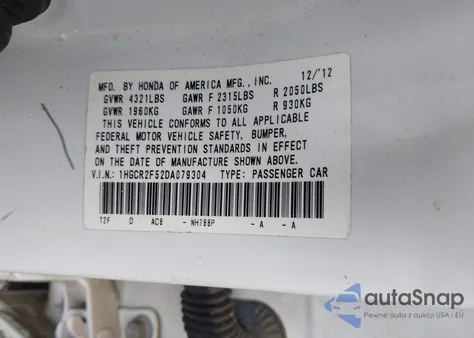 MFD. BY HONDA OF AMERICA MFG., INC. 12/'12
GVWR 4321LBS GAWR F 2315LBS R 2050LBS
GVWR 1960KG GAWR F 1050KG R 930KG
THIS VEHICLE CONFORMS TO ALL APPLICABLE
FEDERAL MOTOR VEHICLE SAFETY, BUMPER,
AND THEFT PREVENTION STANDARDS IN EFFECT
ON THE DATE OF MANUFACTURE SHOWN ABOVE.
V.I.N.: 1HGCR2F52DA079304 TYPE: PASSENGER CAR
T2F D AC8 - NH788P - A - A
autoSnap
Pewne auto z aukcji USA i EU